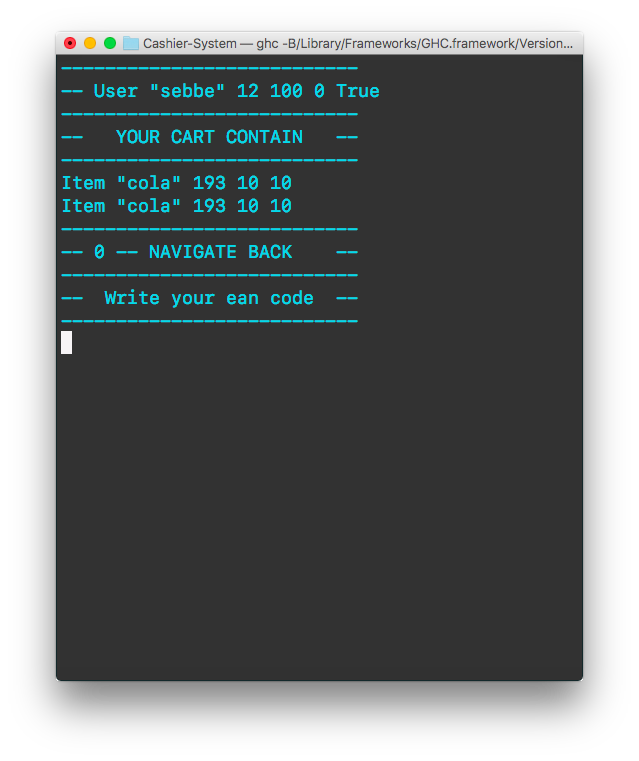 Cashier-System — ghc -B/Library/Frameworks/GHC.framework/Version...
---------------------------
-- User "sebbe" 12 100 0 True
---------------------------
--   YOUR CART CONTAIN   --
---------------------------
Item "cola" 193 10 10
Item "cola" 193 10 10
---------------------------
-- 0 -- NAVIGATE BACK    --
---------------------------
--  Write your ean code  --
---------------------------